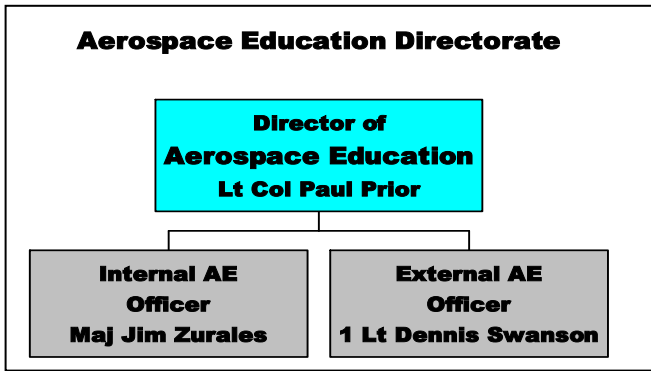 Aerospace Education Directorate
Director of
Aerospace Education
Lt Col Paul Prior
Internal AE
Officer
Maj Jim Zurales
External AE
Officer
1 Lt Dennis Swanson